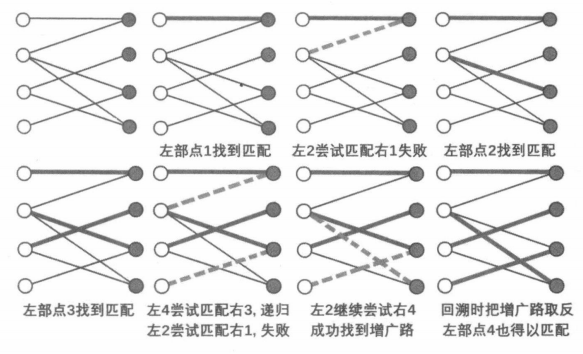 左部点1找到匹配
左2尝试匹配右1失败
左部点2找到匹配
左部点3找到匹配
左4尝试匹配右3, 递归
左2尝试匹配右1, 失败
左2继续尝试右4
成功找到增广路
回溯时把增广路取反
左部点4也得以匹配